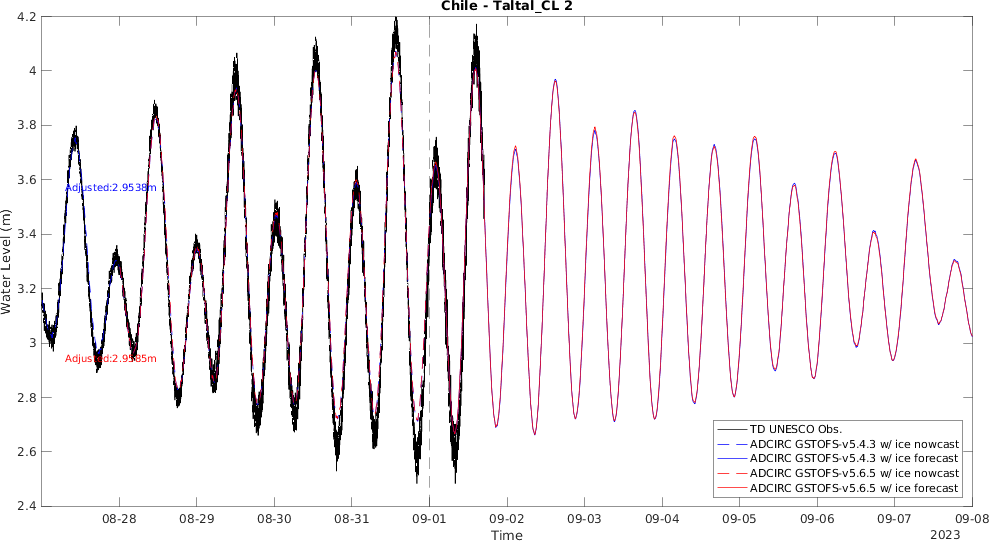 Chile - Taltal_CL 2
4.2
4
3.8
3.6
3.4
3.2
3
2.8
2.6
2.4
Water Level (m)
Adjusted:2.9538m
Adjusted:2.9585m
TD UNESCO Obs.
ADCIRC GSTOFS-v5.4.3 w/ ice nowcast
ADCIRC GSTOFS-v5.4.3 w/ ice forecast
ADCIRC GSTOFS-v5.6.5 w/ ice nowcast
ADCIRC GSTOFS-v5.6.5 w/ ice forecast
08-28 08-29 08-30 08-31 09-01 09-02 09-03 09-04 09-05 09-06 09-07 09-08
Time
2023